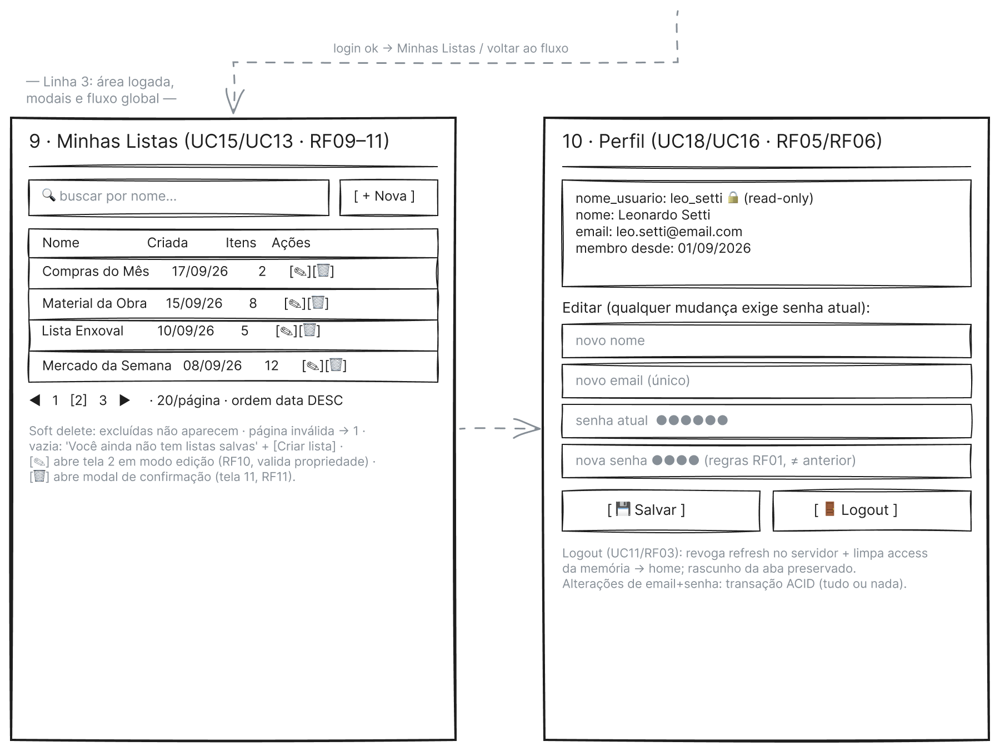 login ok → Minhas Listas / voltar ao fluxo
— Linha 3: área logada,
modais e fluxo global —
9 · Minhas Listas (UC15/UC13 · RF09–11)
🔍 buscar por nome...
[ + Nova ]
Nome Criada Itens Ações
Compras do Mês 17/09/26 2 [✏][🗑]
Material da Obra 15/09/26 8 [✏][🗑]
Lista Enxoval 10/09/26 5 [✏][🗑]
Mercado da Semana 08/09/26 12 [✏][🗑]
◀ 1 [2] 3 ▶ · 20/página · ordem data DESC
Soft delete: excluídas não aparecem · página inválida → 1 ·
vazia: 'Você ainda não tem listas salvas' + [Criar lista] ·
[✏] abre tela 2 em modo edição (RF10, valida propriedade) ·
[🗑] abre modal de confirmação (tela 11, RF11).
10 · Perfil (UC18/UC16 · RF05/RF06)
nome_usuario: leo_setti 🔒 (read-only)
nome: Leonardo Setti
email: leo.setti@email.com
membro desde: 01/09/2026
Editar (qualquer mudança exige senha atual):
novo nome
novo email (único)
senha atual ●●●●●●
nova senha ●●●● (regras RF01, ≠ anterior)
[ 💾 Salvar ]
[ 🚪 Logout ]
Logout (UC11/RF03): revoga refresh no servidor + limpa access
da memória → home; rascunho da aba preservado.
Alterações de email+senha: transação ACID (tudo ou nada).